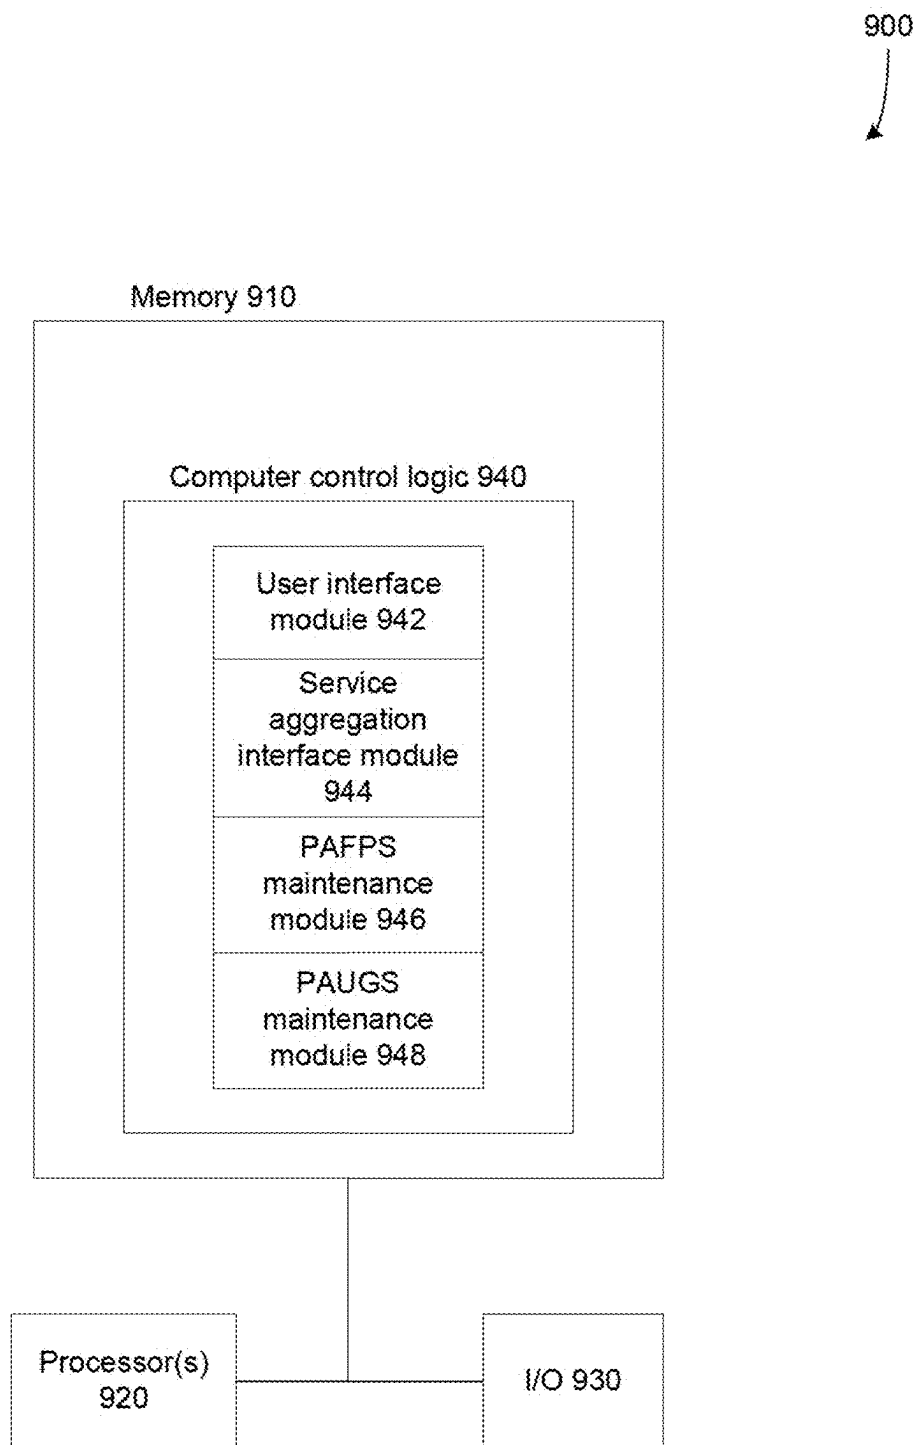 900
Memory 910
Computer control logic 940
User interface
module 942
Service
aggregation
interface module
944
PAFPS
maintenance
module 946
PAUGS
maintenance
module 948
Processor(s)
920
I/O 930